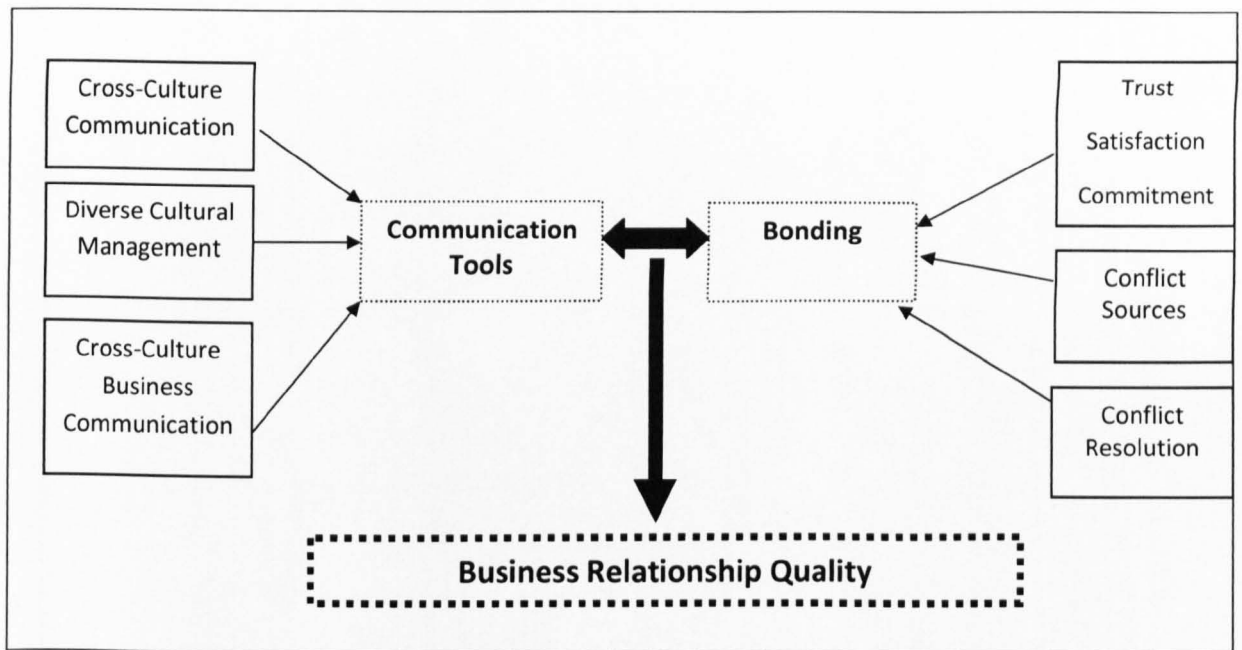 Cross-Culture
Communication
Diverse Cultural
Management
Cross-Culture
Business
Communication
Communication
Tools
Bonding
Trust
Satisfaction
Commitment
Conflict
Sources
Conflict
Resolution
Business Relationship Quality